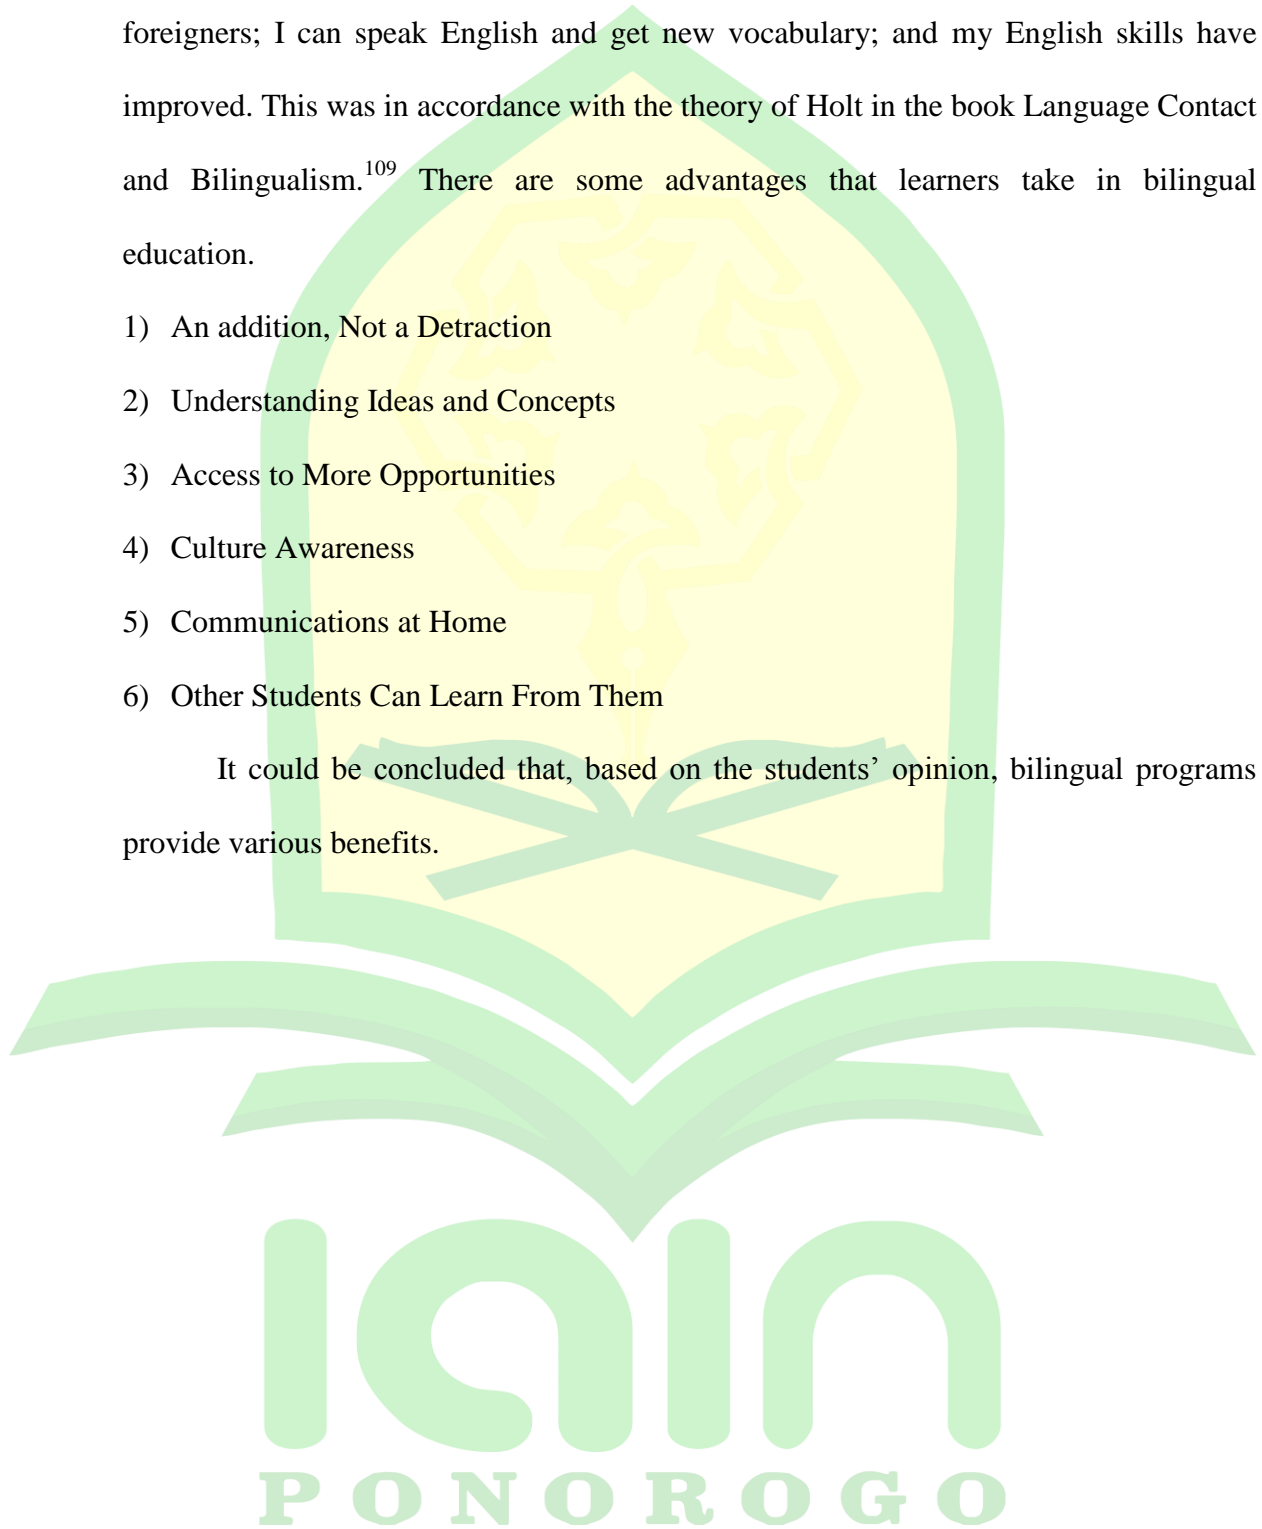 foreigners; I can speak English and get new vocabulary; and my English skills have
improved. This was in accordance with the theory of Holt in the book Language Contact
and Bilingualism.109 There are some advantages that learners take in bilingual
education.
1) An addition, Not a Detraction
2) Understanding Ideas and Concepts
3) Access to More Opportunities
4) Culture Awareness
5) Communications at Home
6) Other Students Can Learn From Them
It could be concluded that, based on the students’ opinion, bilingual programs
provide various benefits.
iain
PONOROGO